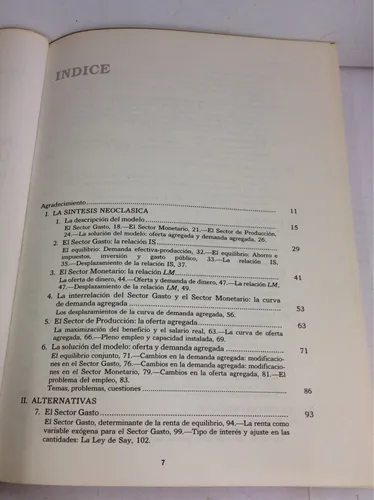 INDICE
Agradecimiento
11
I. LA SINTESIS NEOCLASICA
1. La descripción del modelo 15
El Sector Gasto, 18.—El Sector Monetario, 21.—El Sector de Producción,
24.—La solución del modelo: oferta agregada y demanda agregada, 26.
2. El Sector Gasto: la relación IS 29
El equilibrio: Demanda efectiva-producción, 32.—El equilibrio: Ahorro e
impuestos, inversión y gasto público, 33.—La relación IS,
35.—Desplazamiento de la relación IS, 37.
3. El Sector Monetario: la relación LM 41
La oferta de dinero, 44.—Oferta y demanda de dinero, 47.—La relación LM,
47.—Desplazamiento de la relación LM, 49.
4. La interrelación del Sector Gasto y el Sector Monetario: la curva
de demanda agregada 53
Los desplazamientos de la curva de demanda agregada, 56.
5. El Sector de Producción: la oferta agregada 63
La maximización del beneficio y el salario real, 63.—La curva de oferta
agregada, 66.—Pleno empleo y capacidad instalada, 69.
6. La solución del modelo: oferta y demanda agregada 71
El equilibrio conjunto, 71.—Cambios en la demanda agregada: modificacio-
nes en el Sector Gasto, 76.—Cambios en la demanda agregada: modificacio-
nes en el Sector Monetario, 79.—Cambios en la oferta agregada, 81.—El
problema del empleo, 83.
Temas, problemas, cuestiones 86
II. ALTERNATIVAS
7. El Sector Gasto 93
El Sector Gasto, determinante de la renta de equilibrio, 94.—La renta como
variable exógena para el Sector Gasto, 99.—Tipo de interés y ajuste en las
cantidades: La Ley de Say, 102.
7